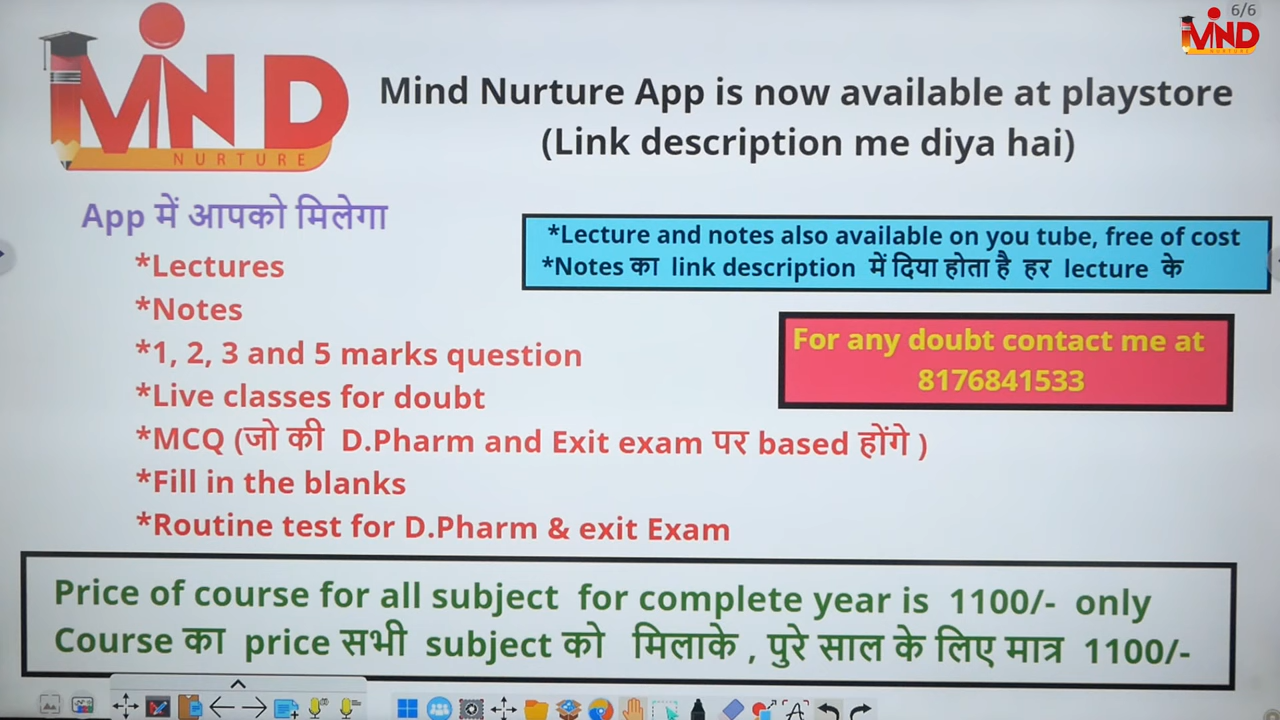 6/6
MIND
NURTURE
MIND
NURTURE
Mind Nurture App is now available at playstore
(Link description me diya hai)
App में आपको मिलेगा
*Lectures
*Notes
*1, 2, 3 and 5 marks question
*Live classes for doubt
*MCQ (जो की D.Pharm and Exit exam पर based होंगे )
*Fill in the blanks
*Routine test for D.Pharm & exit Exam
*Lecture and notes also available on you tube, free of cost
*Notes का link description में दिया होता है हर lecture के
For any doubt contact me at
8176841533
Price of course for all subject for complete year is 1100/- only
Course का price सभी subject को मिलाके , पुरे साल के लिए मात्र 1100/-